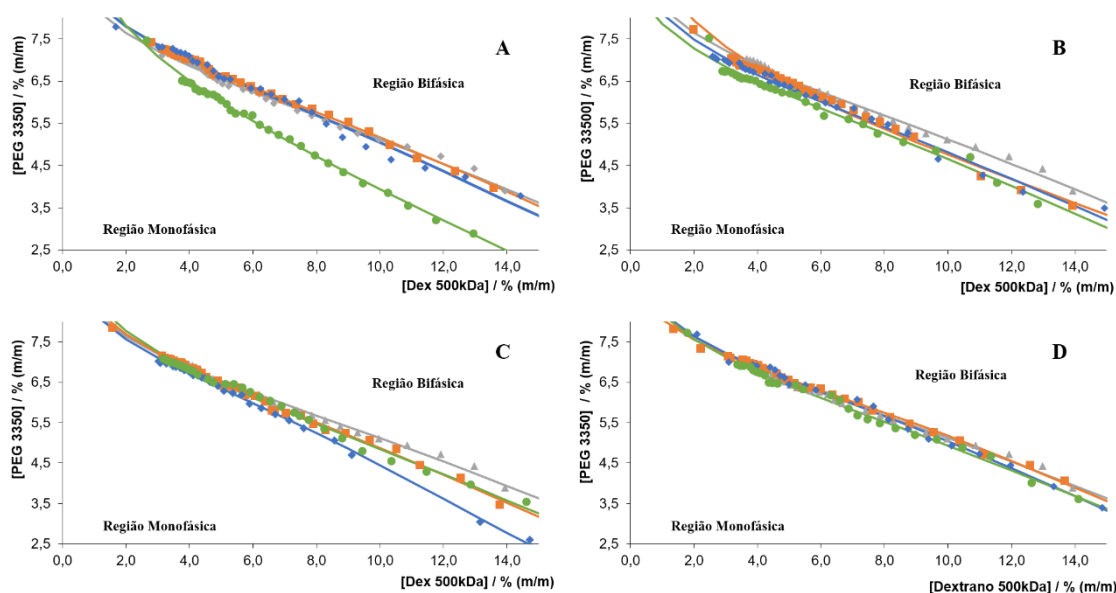 A
Região Bifásica
Região Monofásica
[PEG 3350] / % (m/m)
7,5
6,5
5,5
4,5
3,5
2,5
0,0 2,0 4,0 6,0 8,0 10,0 12,0 14,0
[Dex 500kDa] / % (m/m)
B
Região Bifásica
Região Monofásica
[PEG 33500] / % (m/m)
7,5
6,5
5,5
4,5
3,5
2,5
0,0 2,0 4,0 6,0 8,0 10,0 12,0 14,0
[Dex 500kDa] / % (m/m)
C
Região Bifásica
Região Monofásica
[PEG 3350] / % (m/m)
7,5
6,5
5,5
4,5
3,5
2,5
0,0 2,0 4,0 6,0 8,0 10,0 12,0 14,0
[Dex 500kDa] / % (m/m)
D
Região Bifásica
Região Monofásica
[PEG 3350] / % (m/m)
7,5
6,5
5,5
4,5
3,5
2,5
0,0 2,0 4,0 6,0 8,0 10,0 12,0 14,0
[Dextrano 500kDa] / % (m/m)